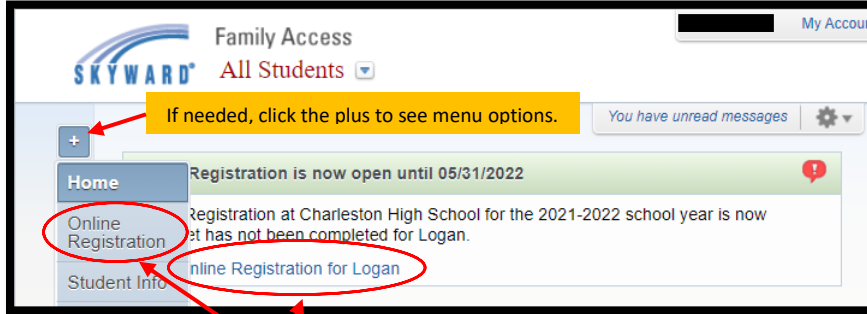 Family Access
My Accou
SKYWARD
All Students
If needed, click the plus to see menu options.
You have unread messages
+
Home
Registration is now open until 05/31/2022
Online
Registration
Registration at Charleston High School for the 2021-2022 school year is now
et has not been completed for Logan.
nline Registration for Logan
Student Info